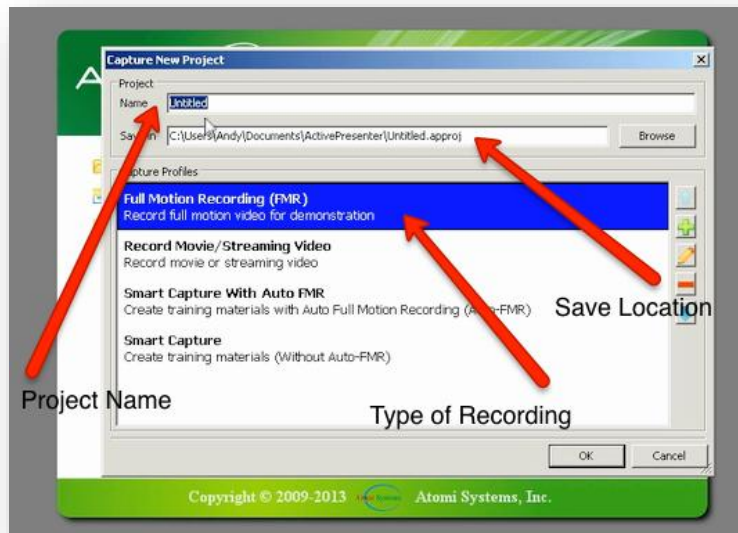 A
Capture New Project
Project
Name Untitled
C:\Users\Andy\Documents\ActivePresenter\Untitled.approj Browse
Capture Profiles
Full Motion Recording (FMR)
Record full motion video for demonstration
Record Movie/Streaming Video
Record movie or streaming video
Smart Capture With Auto FMR
Create training materials with Auto Full Motion Recording
Save Location
Smart Capture
Create training materials (Without Auto-FMR)
Project Name
Type of Recording
OK Cancel
Copyright © 2009-2013 Atomi Systems, Inc.